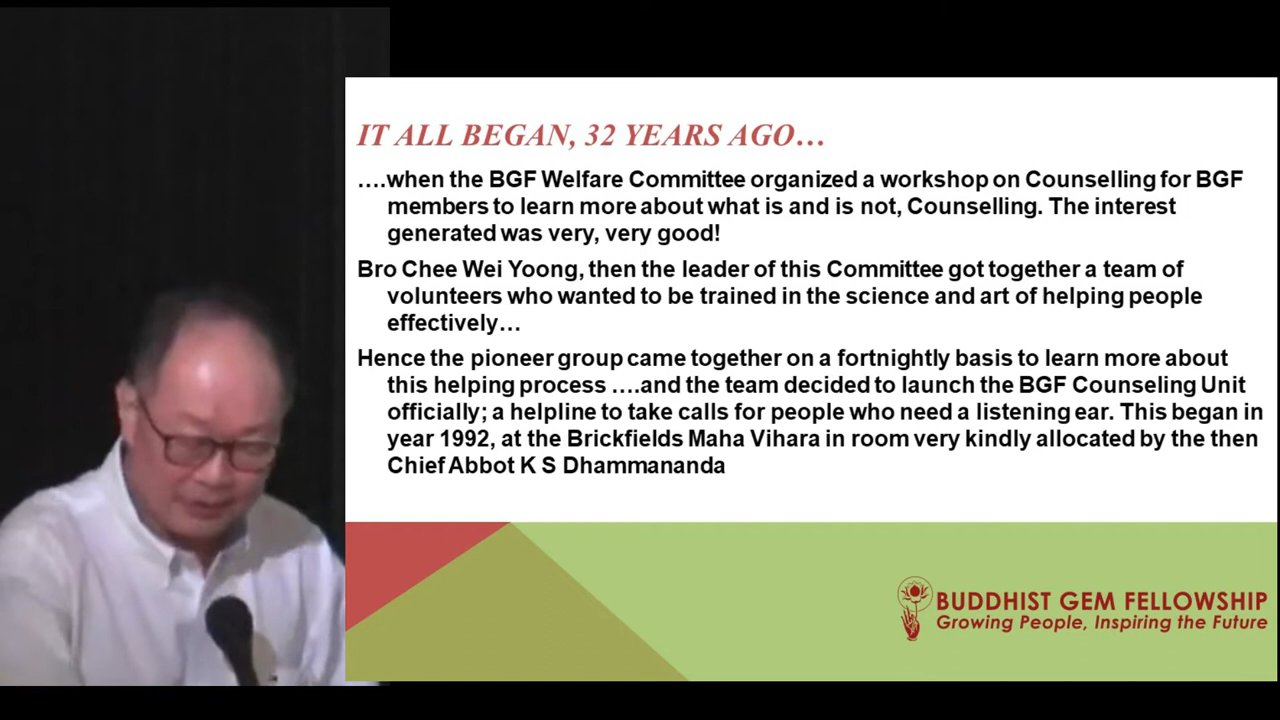 IT ALL BEGAN, 32 YEARS AGO…
….when the BGF Welfare Committee organized a workshop on Counselling for BGF
members to learn more about what is and is not, Counselling. The interest
generated was very, very good!
Bro Chee Wei Yoong, then the leader of this Committee got together a team of
volunteers who wanted to be trained in the science and art of helping people
effectively…
Hence the pioneer group came together on a fortnightly basis to learn more about
this helping process ….and the team decided to launch the BGF Counseling Unit
officially; a helpline to take calls for people who need a listening ear. This began in
year 1992, at the Brickfields Maha Vihara in room very kindly allocated by the then
Chief Abbot K S Dhammananda
BUDDHIST GEM FELLOWSHIP
Growing People, Inspiring the Future